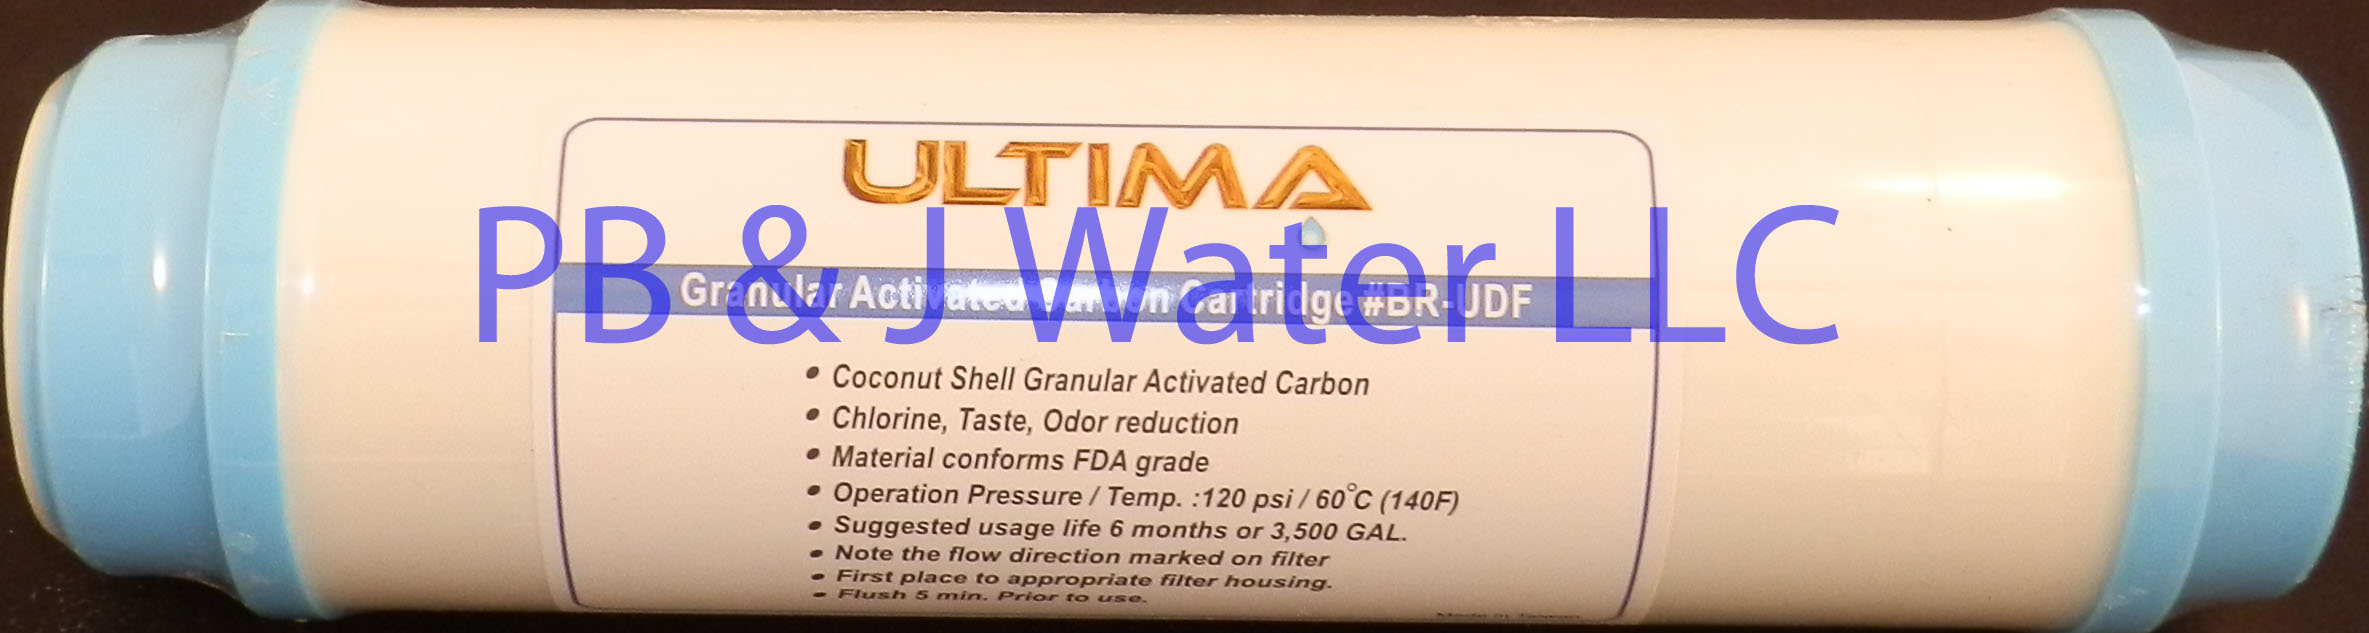 ULTIMA
PB & J Water LLC
Granular Activated Carbon Cartridge #BR-UDF
• Coconut Shell Granular Activated Carbon
• Chlorine, Taste, Odor reduction
• Material conforms FDA grade
• Operation Pressure / Temp. :120 psi / 60°C (140F)
• Suggested usage life 6 months or 3,500 GAL.
• Note the flow direction marked on filter
• First place to appropriate filter housing.
• Flush 5 min. Prior to use.
Made in Taiwan